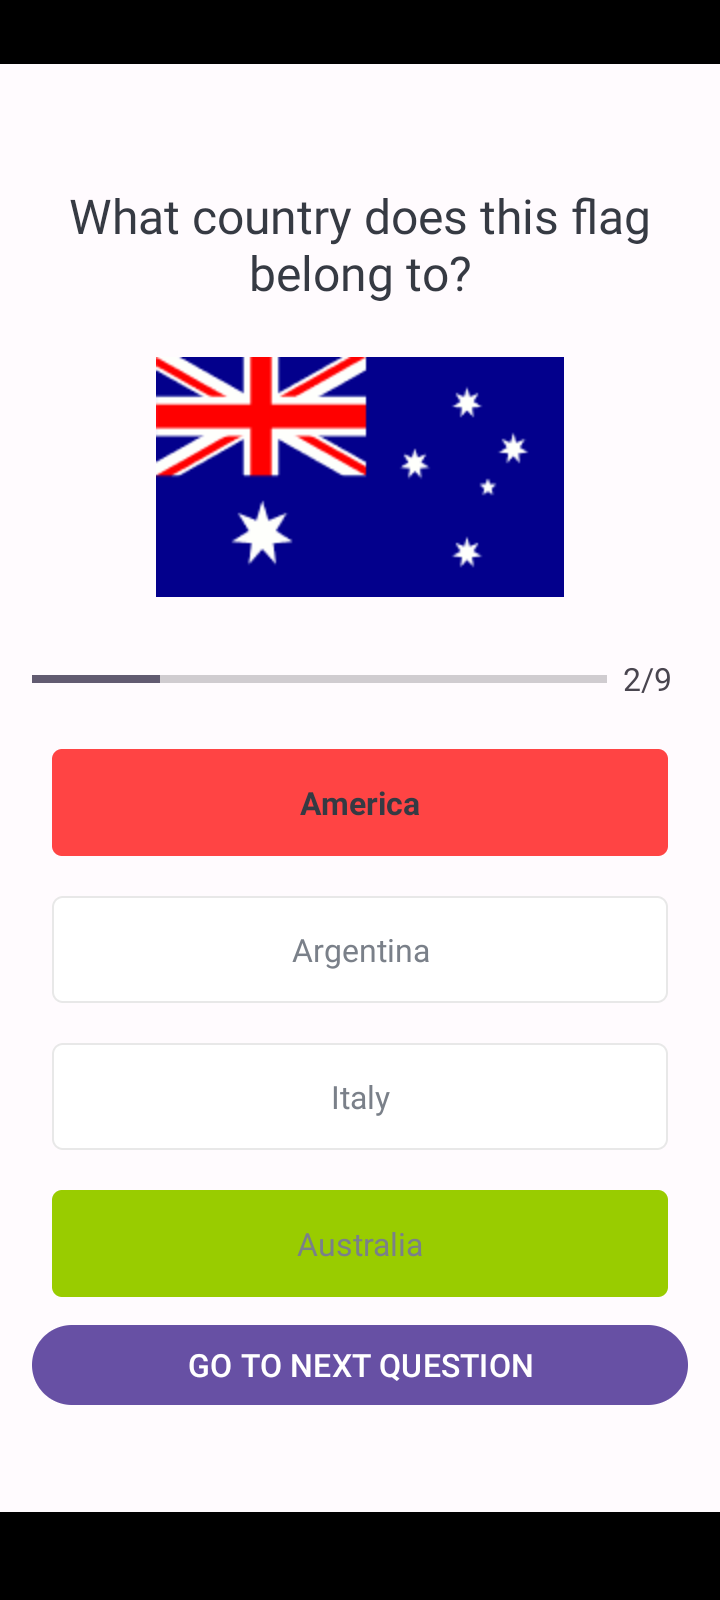 What country does this flag
belong to?
2/9
America
Argentina
Italy
Australia
GO TO NEXT QUESTION